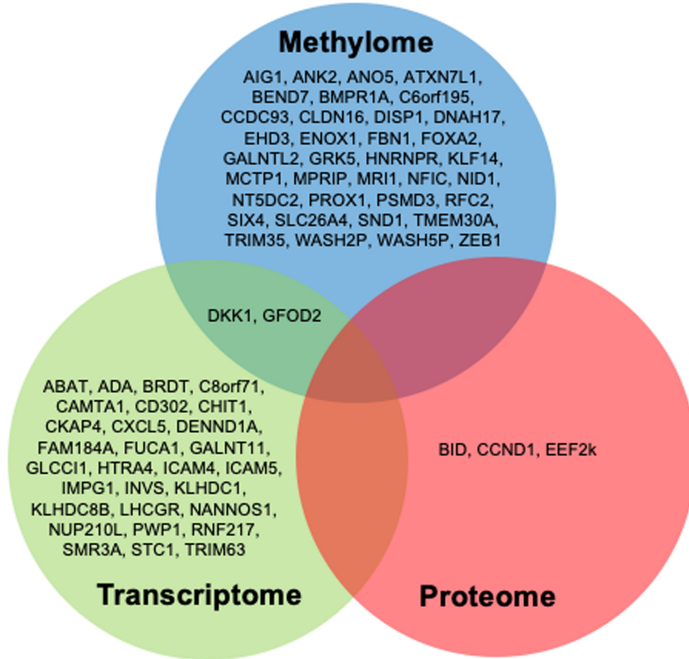 Methylome
AIG1, ANK2, ANO5, ATXN7L1,
BEND7, BMPR1A, C6orf195,
CCDC93, CLDN16, DISP1, DNAH17,
EHD3, ENOX1, FBN1, FOXA2,
GALNTL2, GRK5, HNRNPR, KLF14,
MCTP1, MPRIP, MRI1, NFIC, NID1,
NT5DC2, PROX1, PSMD3, RFC2,
SIX4, SLC26A4, SND1, TMEM30A,
TRIM35, WASH2P, WASH5P, ZEB1
DKK1, GFOD2
ABAT, ADA, BRDT, C8orf71,
CAMTA1, CD302, CHIT1,
CKAP4, CXCL5, DENND1A,
FAM184A, FUCA1, GALNT11,
GLCCI1, HTRA4, ICAM4, ICAM5,
IMPG1, INVS, KLHDC1,
KLHDC8B, LHCGR, NANNOS1,
NUP210L, PWP1, RNF217,
SMR3A, STC1, TRIM63
Transcriptome
BID, CCND1, EEF2k
Proteome